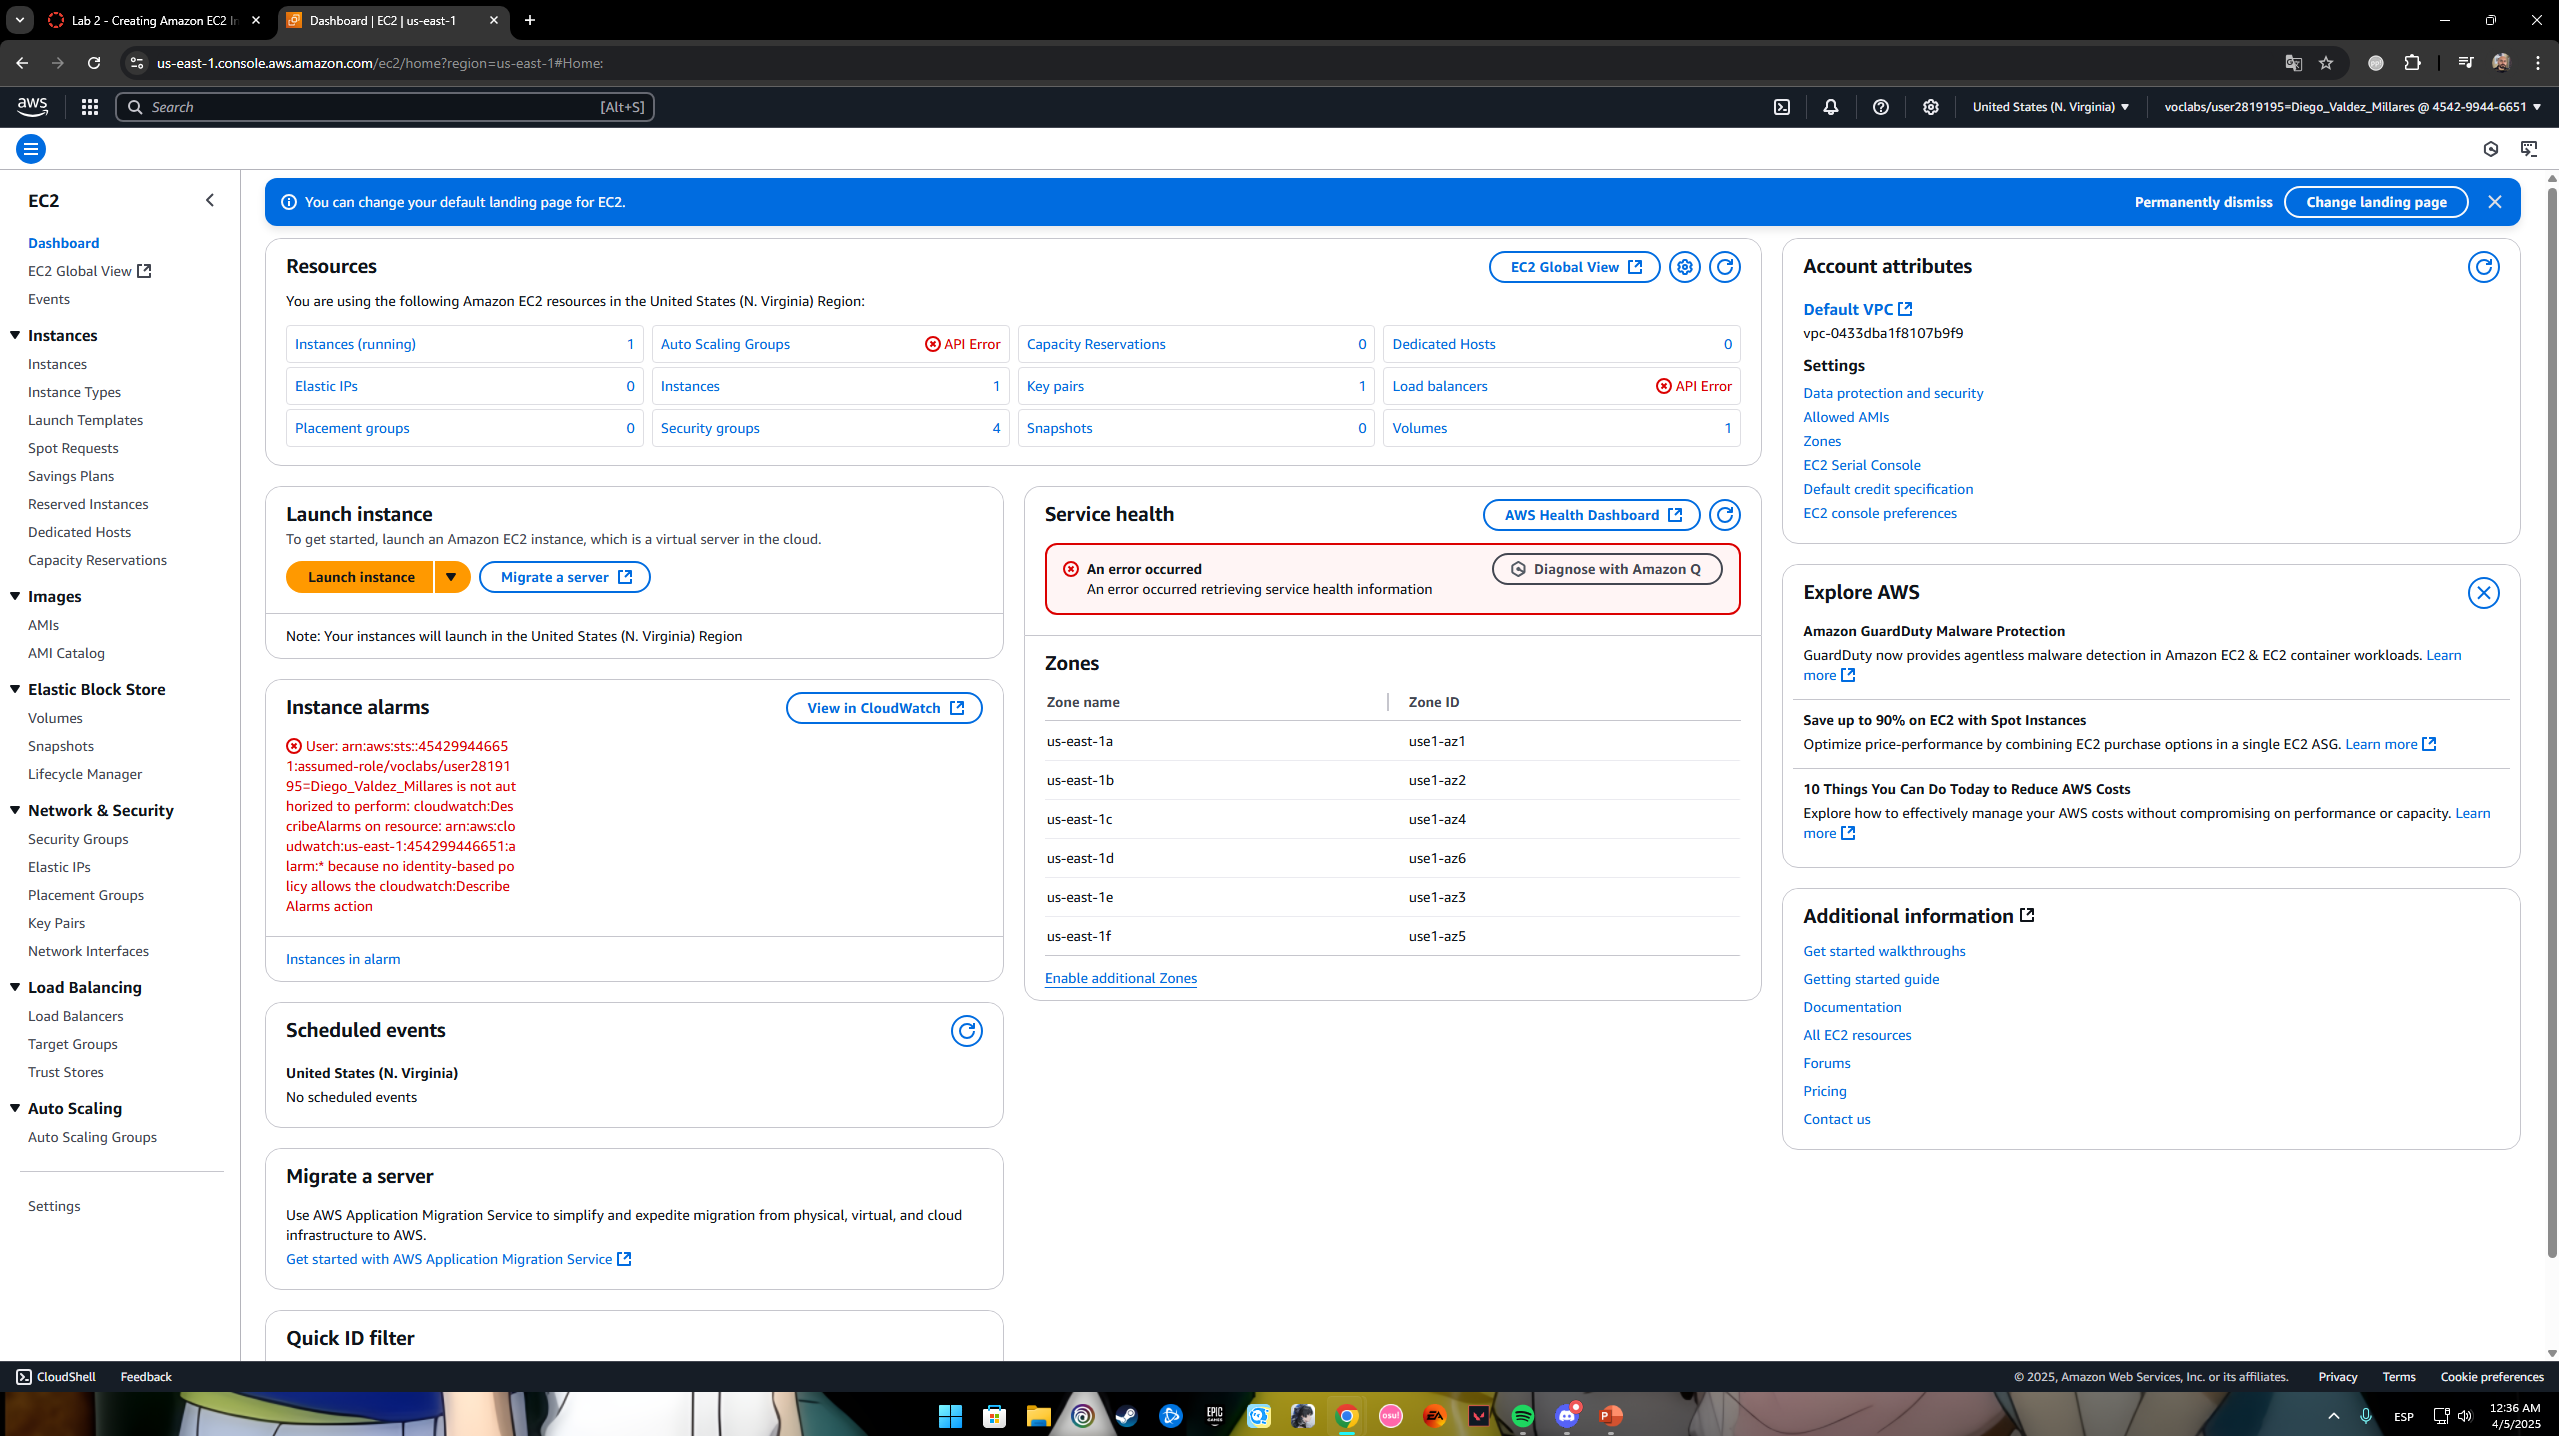 Lab 2 - Creating Amazon EC2 In
Dashboard | EC2 | us-east-1
us-east-1.console.aws.amazon.com/ec2/home?region=us-east-1#Home:
aws
Search
[Alt+S]
United States (N. Virginia)
voclabs/user2819195=Diego_Valdez_Millares @ 4542-9944-6651
EC2
Dashboard
EC2 Global View
Events
Instances
Instances
Instance Types
Launch Templates
Spot Requests
Savings Plans
Reserved Instances
Dedicated Hosts
Capacity Reservations
Images
AMIs
AMI Catalog
Elastic Block Store
Volumes
Snapshots
Lifecycle Manager
Network & Security
Security Groups
Elastic IPs
Placement Groups
Key Pairs
Network Interfaces
Load Balancing
Load Balancers
Target Groups
Trust Stores
Auto Scaling
Auto Scaling Groups
Settings
You can change your default landing page for EC2.
Permanently dismiss
Change landing page
Resources
EC2 Global View
You are using the following Amazon EC2 resources in the United States (N. Virginia) Region:
Instances (running) 1
Auto Scaling Groups API Error
Capacity Reservations 0
Dedicated Hosts 0
Elastic IPs 0
Instances 1
Key pairs 1
Load balancers API Error
Placement groups 0
Security groups 4
Snapshots 0
Volumes 1
Launch instance
To get started, launch an Amazon EC2 instance, which is a virtual server in the cloud.
Launch instance
Migrate a server
Note: Your instances will launch in the United States (N. Virginia) Region
Instance alarms
View in CloudWatch
User: arn:aws:sts::45429944665
1:assumed-role/voclabs/user28191
95=Diego_Valdez_Millares is not aut
horized to perform: cloudwatch:Des
cribeAlarms on resource: arn:aws:clo
udwatch:us-east-1:454299446651:a
larm:* because no identity-based po
licy allows the cloudwatch:Describe
Alarms action
Instances in alarm
Scheduled events
United States (N. Virginia)
No scheduled events
Migrate a server
Use AWS Application Migration Service to simplify and expedite migration from physical, virtual, and cloud
infrastructure to AWS.
Get started with AWS Application Migration Service
Quick ID filter
Service health
AWS Health Dashboard
An error occurred
An error occurred retrieving service health information
Diagnose with Amazon Q
Zones
Zone name Zone ID
us-east-1a use1-az1
us-east-1b use1-az2
us-east-1c use1-az4
us-east-1d use1-az6
us-east-1e use1-az3
us-east-1f use1-az5
Enable additional Zones
Account attributes
Default VPC
vpc-0433dba1f8107b9f9
Settings
Data protection and security
Allowed AMIs
Zones
EC2 Serial Console
Default credit specification
EC2 console preferences
Explore AWS
Amazon GuardDuty Malware Protection
GuardDuty now provides agentless malware detection in Amazon EC2 & EC2 container workloads. Learn
more
Save up to 90% on EC2 with Spot Instances
Optimize price-performance by combining EC2 purchase options in a single EC2 ASG. Learn more
10 Things You Can Do Today to Reduce AWS Costs
Explore how to effectively manage your AWS costs without compromising on performance or capacity. Learn
more
Additional information
Get started walkthroughs
Getting started guide
Documentation
All EC2 resources
Forums
Pricing
Contact us
CloudShell
Feedback
© 2025, Amazon Web Services, Inc. or its affiliates.
Privacy
Terms
Cookie preferences
EPIC
GAMES
osu!
EA
P
ESP
12:36 AM
4/5/2025